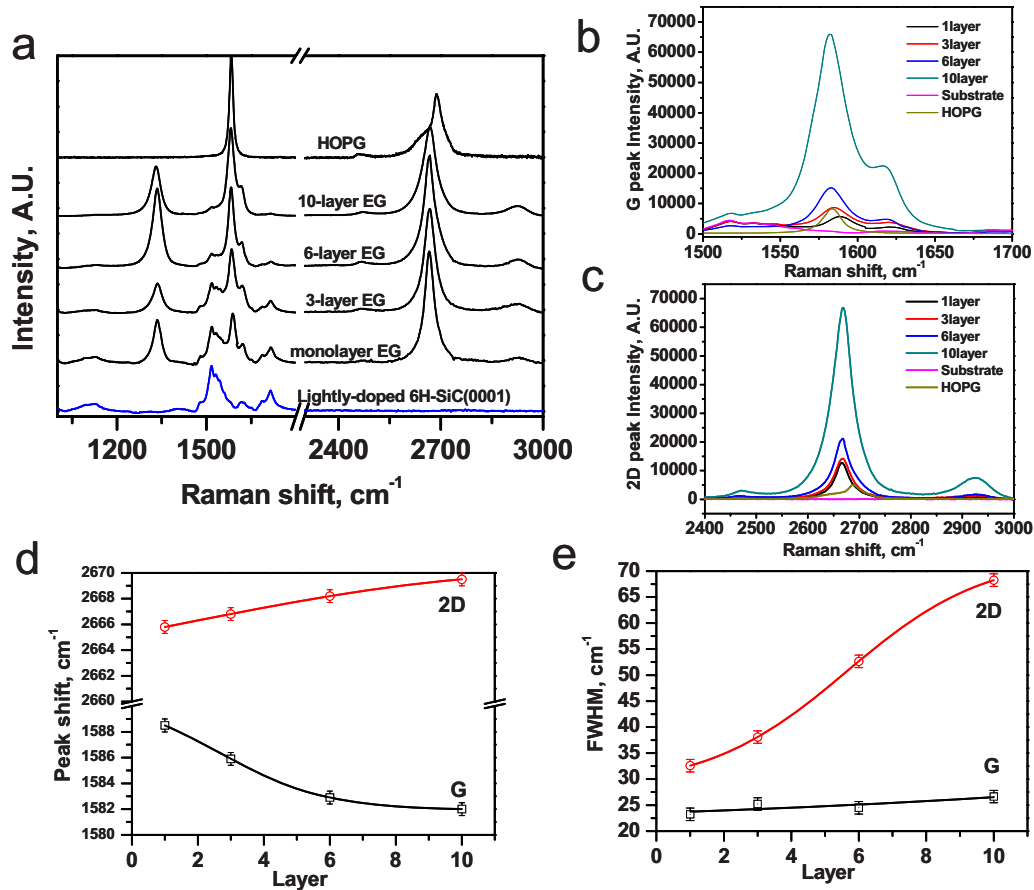 a
Intensity, A.U.
HOPG
10-layer EG
6-layer EG
3-layer EG
monolayer EG
Lightly-doped 6H-SiC(0001)
1200 1500 2400 2700 3000
Raman shift, cm-1
b
G peak Intensity, A.U.
70000
60000
50000
40000
30000
20000
10000
0
1layer
3layer
6layer
10layer
Substrate
HOPG
1500 1550 1600 1650 1700
Raman shift, cm-1
c
2D peak Intensity, A.U.
70000
60000
50000
40000
30000
20000
10000
0
1layer
3layer
6layer
10layer
Substrate
HOPG
2400 2500 2600 2700 2800 2900 3000
Raman shift, cm-1
d
Peak shift, cm-1
2670
2668
2666
2664
2662
2660
1588
1586
1584
1582
1580
2D
G
0 2 4 6 8 10
Layer
e
FWHM, cm-1
70
65
60
55
50
45
40
35
30
25
20
2D
G
0 2 4 6 8 10
Layer